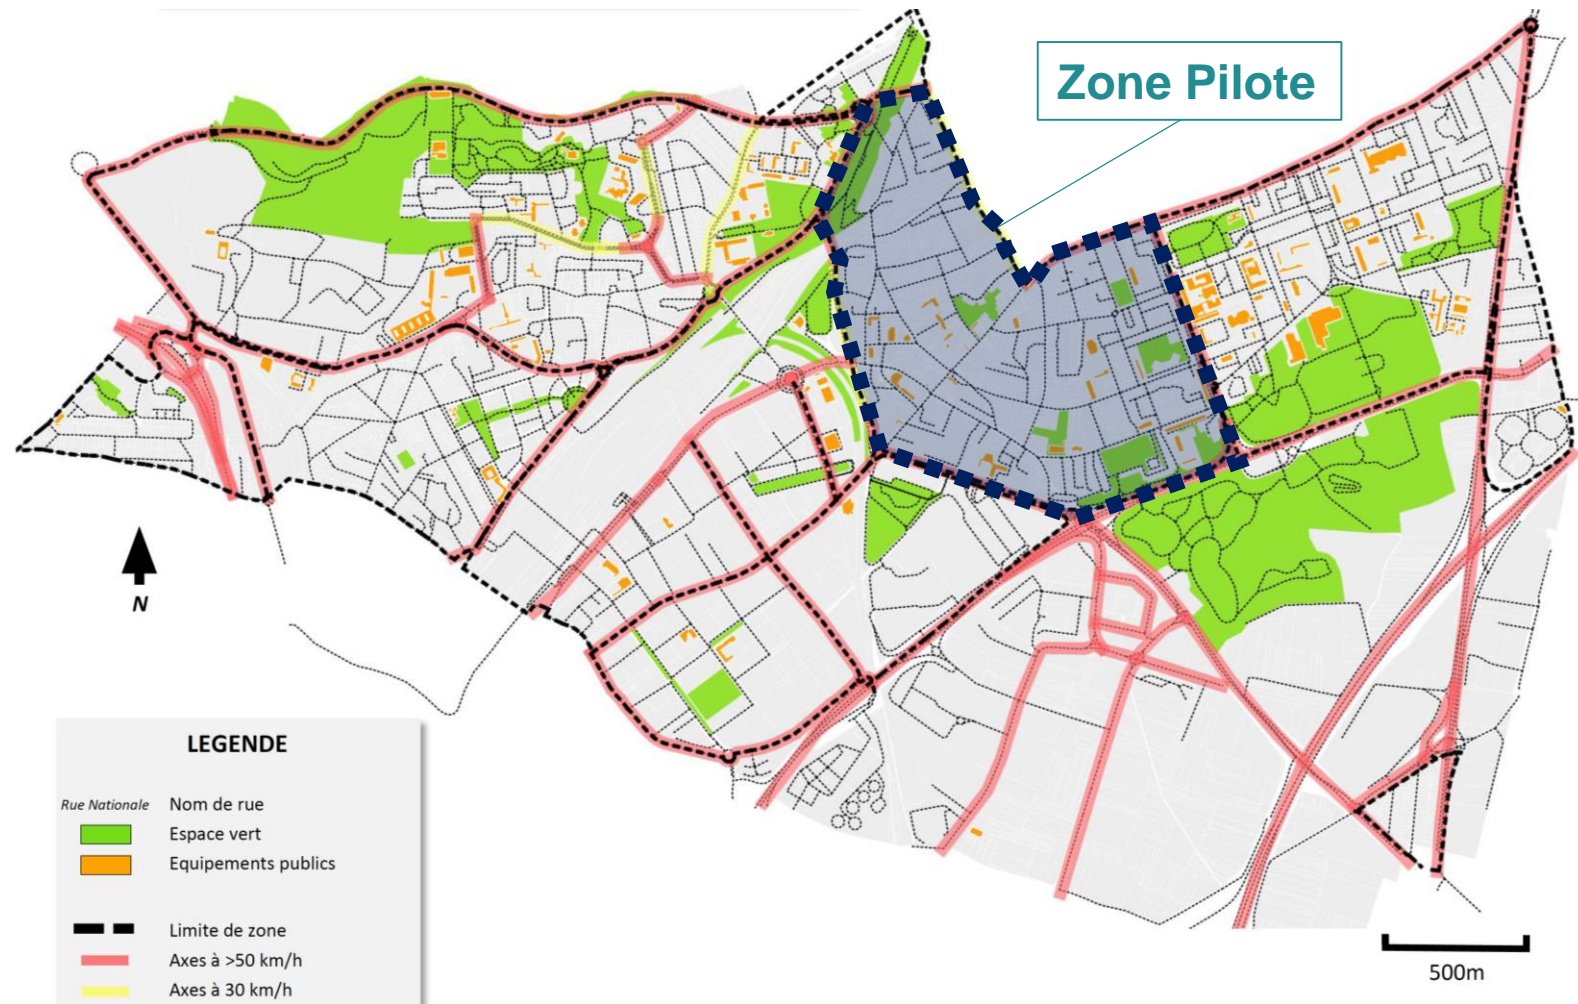 Zone Pilote
N
LEGENDE
Rue Nationale Nom de rue
Espace vert
Equipements publics
Limite de zone
Axes à >50 km/h
Axes à 30 km/h
500m